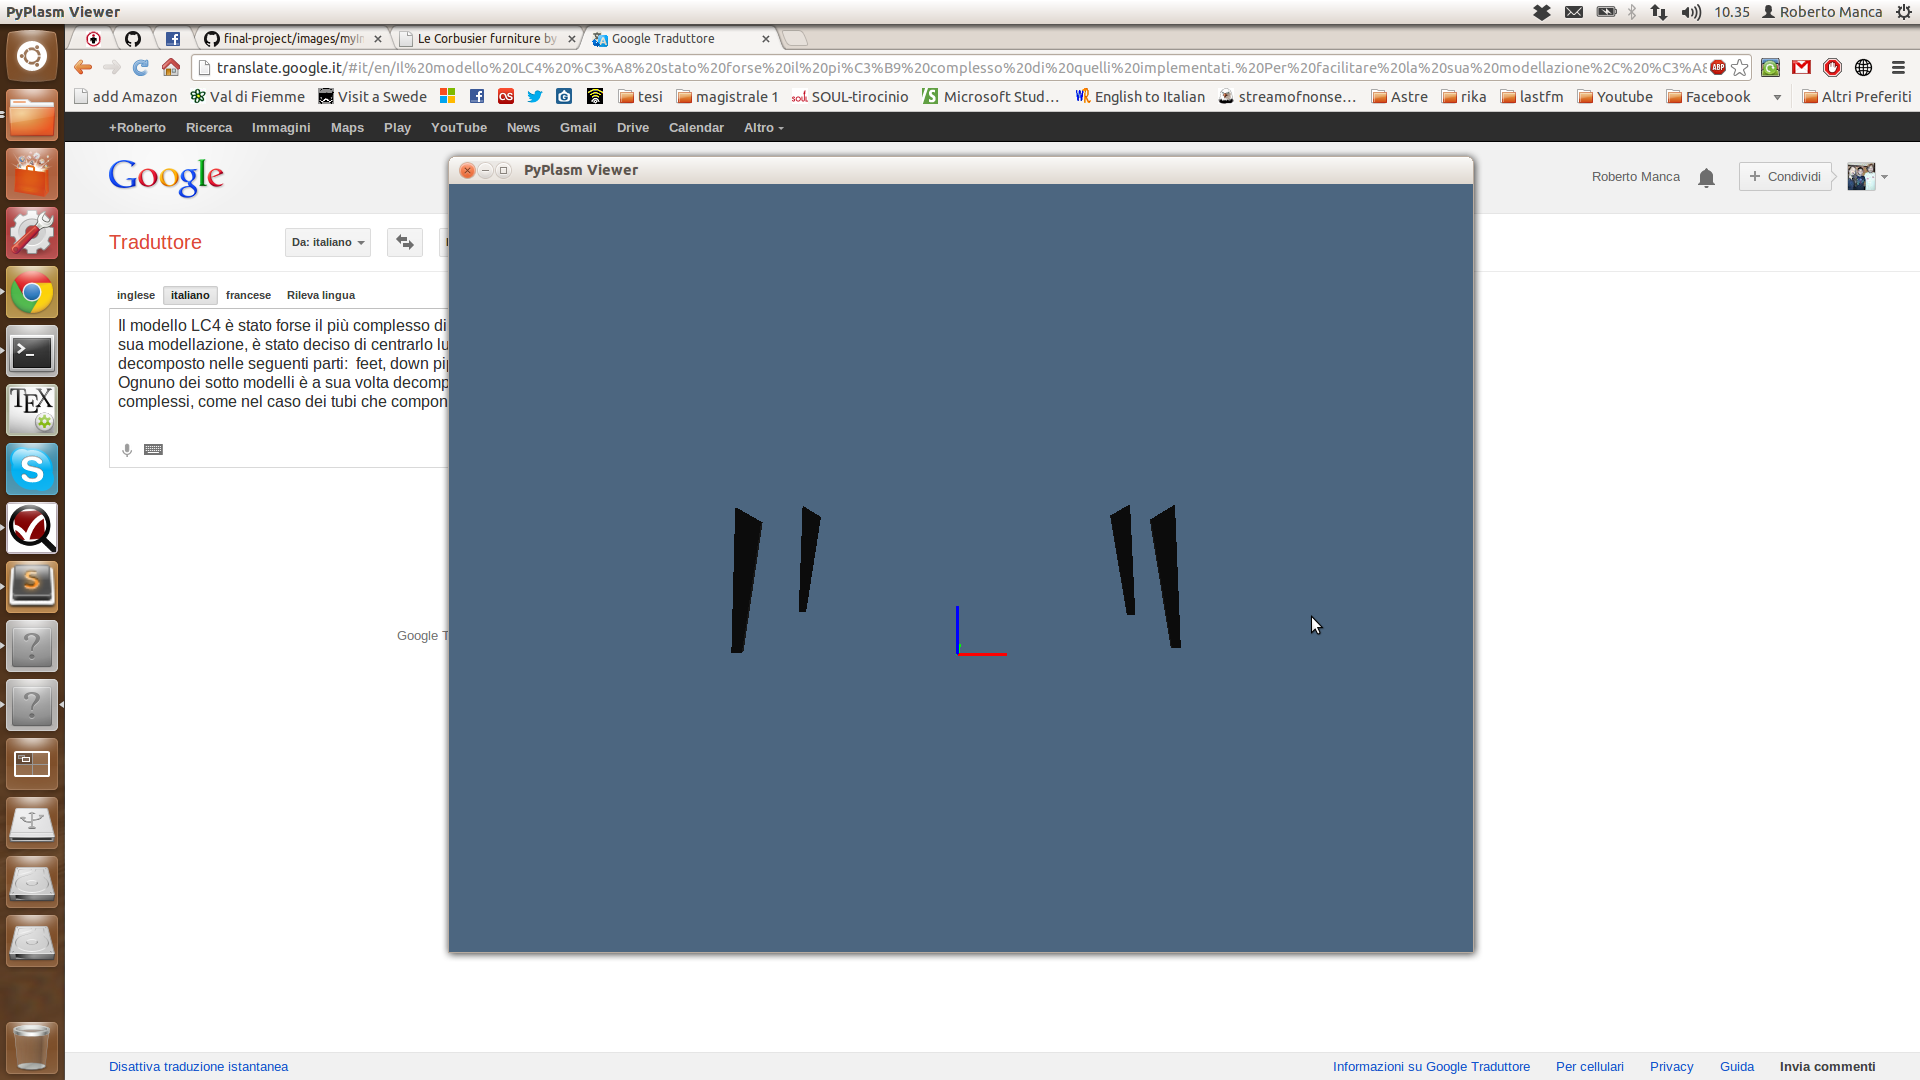 PyPlasm Viewer
10.35 Roberto Manca
final-project/images/myI
Le Corbusier furniture by
Google Traduttore
translate.google.it/#it/en/Il%20modello%20LC4%20%C3%A8%20stato%20forse%20il%20pi%C3%B9%20complesso%20di%20quelli%20implementati.%20Per%20facilitare%20la%20sua%20modellazione%2C%20%C3%A8
ABP
add Amazon
Val di Fiemme
Visit a Swede
tesi
magistrale 1
SOUL-tirocinio
Microsoft Stud...
English to Italian
streamofnonse...
Astre
rika
lastfm
Youtube
Facebook
Altri Preferiti
+Roberto Ricerca Immagini Maps Play YouTube News Gmail Drive Calendar Altro
Google
PyPlasm Viewer
Roberto Manca
+ Condividi
Traduttore
Da: italiano
inglese italiano francese Rileva lingua
Il modello LC4 è stato forse il più complesso di
sua modellazione, è stato deciso di centrarlo lu
decomposto nelle seguenti parti: feet, down pi
Ognuno dei sotto modelli è a sua volta decomp
complessi, come nel caso dei tubi che compon
Google T
TEX
Disattiva traduzione istantanea
Informazioni su Google Traduttore Per cellulari Privacy Guida Invia commenti